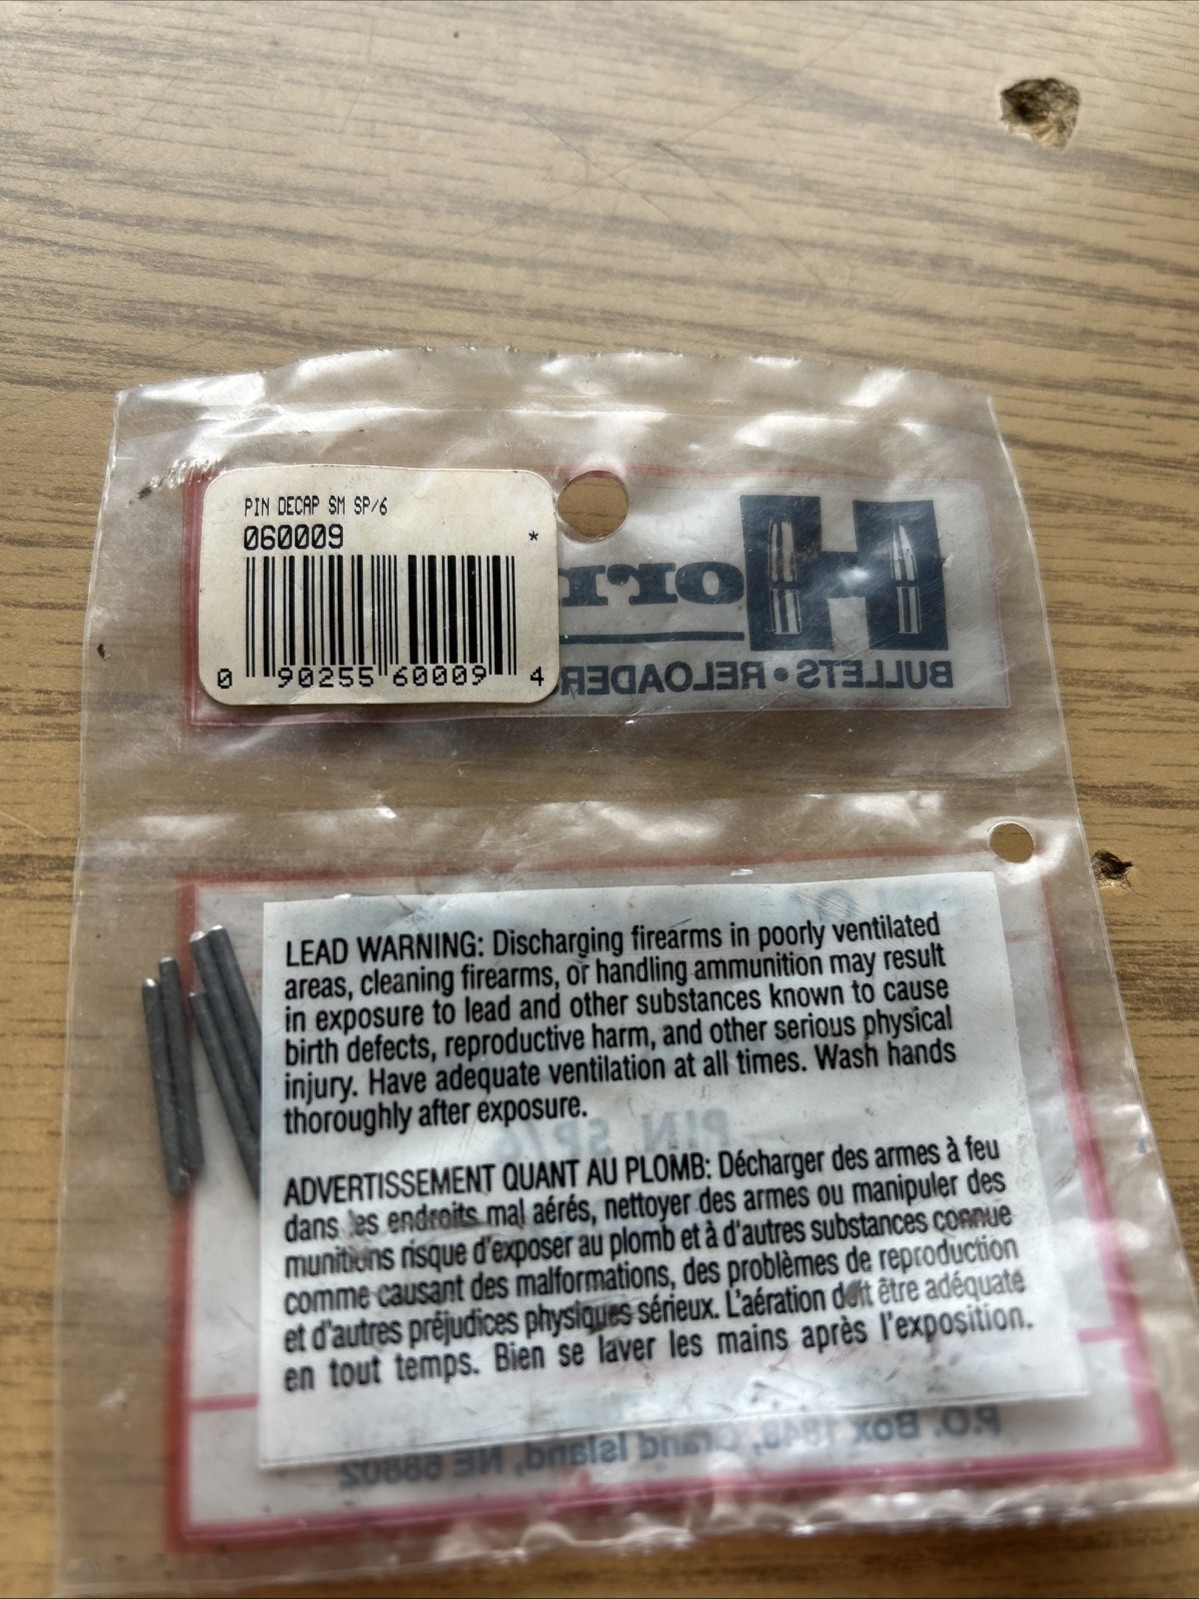 PIN DECAP SM SP/6
060009 *
0 90255 60009 4
H
BULLETS • RELOADER
LEAD WARNING: Discharging firearms in poorly ventilated
areas, cleaning firearms, or handling ammunition may result
in exposure to lead and other substances known to cause
birth defects, reproductive harm, and other serious physical
injury. Have adequate ventilation at all times. Wash hands
thoroughly after exposure.
PIN SP/6
ADVERTISSEMENT QUANT AU PLOMB: Décharger des armes à feu
dans les endroits mal aérés, nettoyer des armes ou manipuler des
munitions risque d'exposer au plomb et à d'autres substances connue
comme causant des malformations, des problèmes de reproduction
et d'autres préjudices physiques sérieux. L'aération doit être adéquate
en tout temps. Bien se laver les mains après l'exposition.
P.O. Box 1848, Grand Island, NE 68802